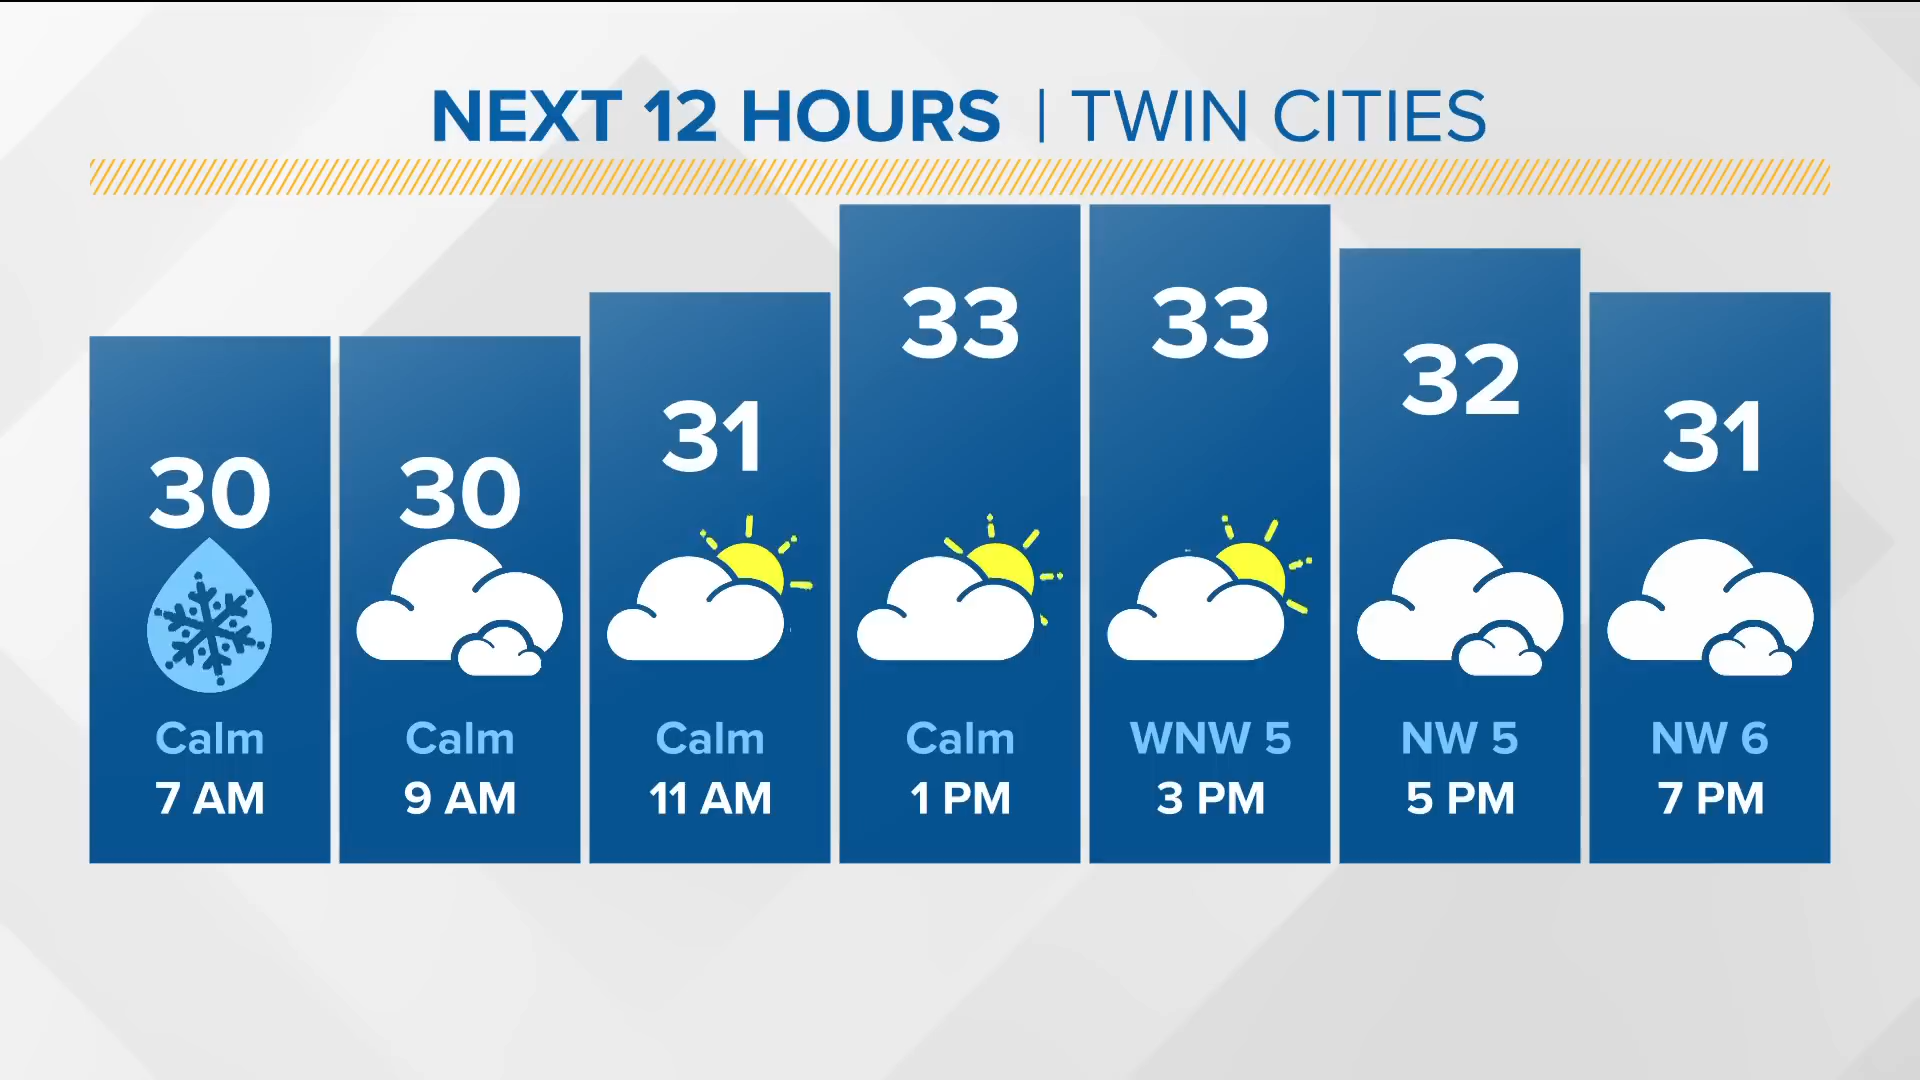 NEXT 12 HOURS | TWIN CITIES
30
Calm
7 AM
30
Calm
9 AM
31
Calm
11 AM
33
Calm
1 PM
33
WNW 5
3 PM
32
NW 5
5 PM
31
NW 6
7 PM